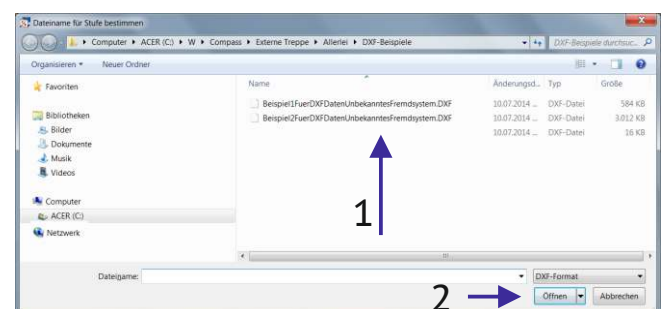 Dateiname für Stufe bestimmen
Computer ▸ ACER (C:) ▸ W ▸ Compass ▸ Externe Treppe ▸ Allerlei ▸ DXF-Beispiele
DXF-Beispiele durchsuc...
Organisieren Neuer Ordner
Name Änderungsd... Typ Größe
Favoriten
Bibliotheken
Bilder
Dokumente
Musik
Videos
Computer
ACER (C:)
Netzwerk
Beispiel1FuerDXFDatenUnbekanntesFremdsystem.DXF 10.07.2014 ... DXF-Datei 584 KB
Beispiel2FuerDXFDatenUnbekanntesFremdsystem.DXF 10.07.2014 ... DXF-Datei 3.012 KB
10.07.2014 ... DXF-Datei 16 KB
1
Dateiname: DXF-Format
2
Öffnen Abbrechen